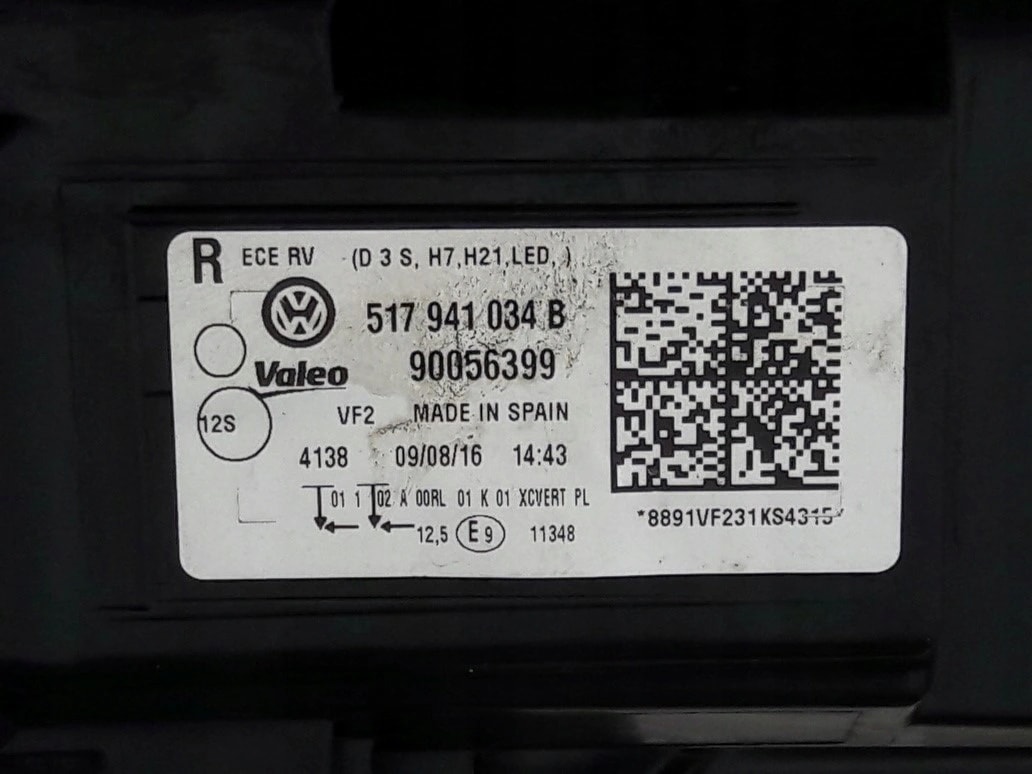 R ECE RV (D 3 S, H7,H21,LED, )
517 941 034 B
Valeo 90056399
12S VF2 MADE IN SPAIN
4138 09/08/16 14:43
01 1 02 A 00RL 01 K 01 XCVERT PL
12,5 E9 11348
*8891VF231KS4315*